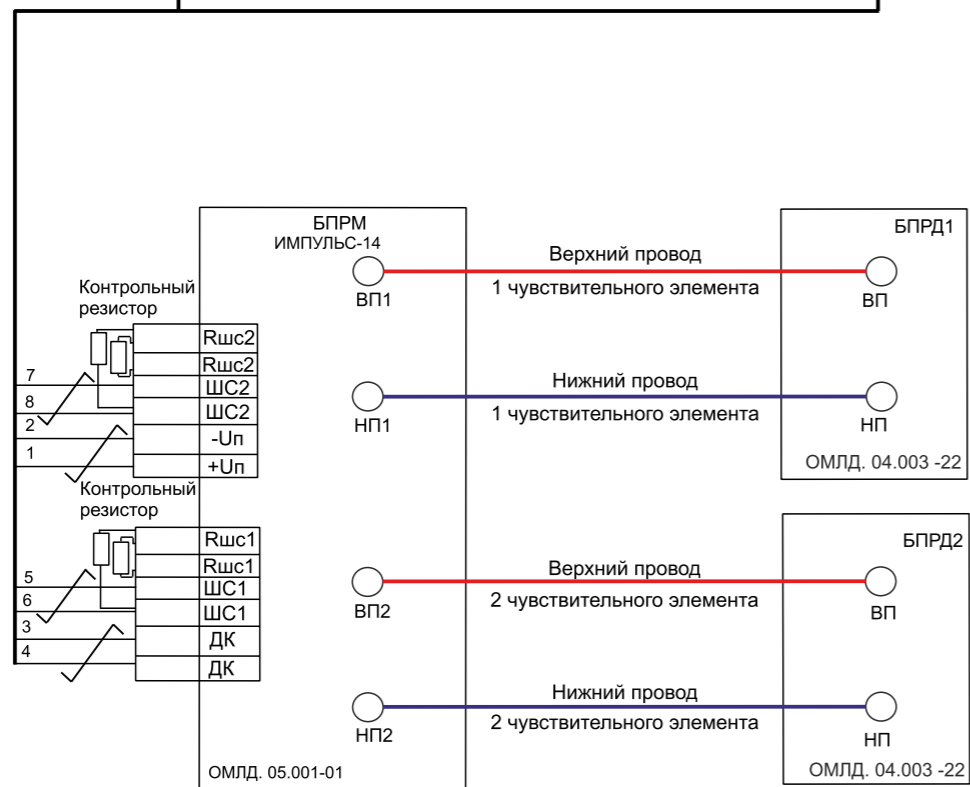 БПРМ
ИМПУЛЬС-14
БПРД1
Верхний провод
1 чувствительного элемента
ВП1
ВП
Контрольный
резистор
Rшс2
Rшс2
7
ШС2
8
ШС2
2
-Uп
1
+Uп
Нижний провод
1 чувствительного элемента
НП1
НП
ОМЛД. 04.003 -22
Контрольный
резистор
Rшс1
Rшс1
5
ШС1
6
ШС1
3
ДК
4
ДК
БПРД2
Верхний провод
2 чувствительного элемента
ВП2
ВП
Нижний провод
2 чувствительного элемента
НП2
НП
ОМЛД. 05.001-01
ОМЛД. 04.003 -22